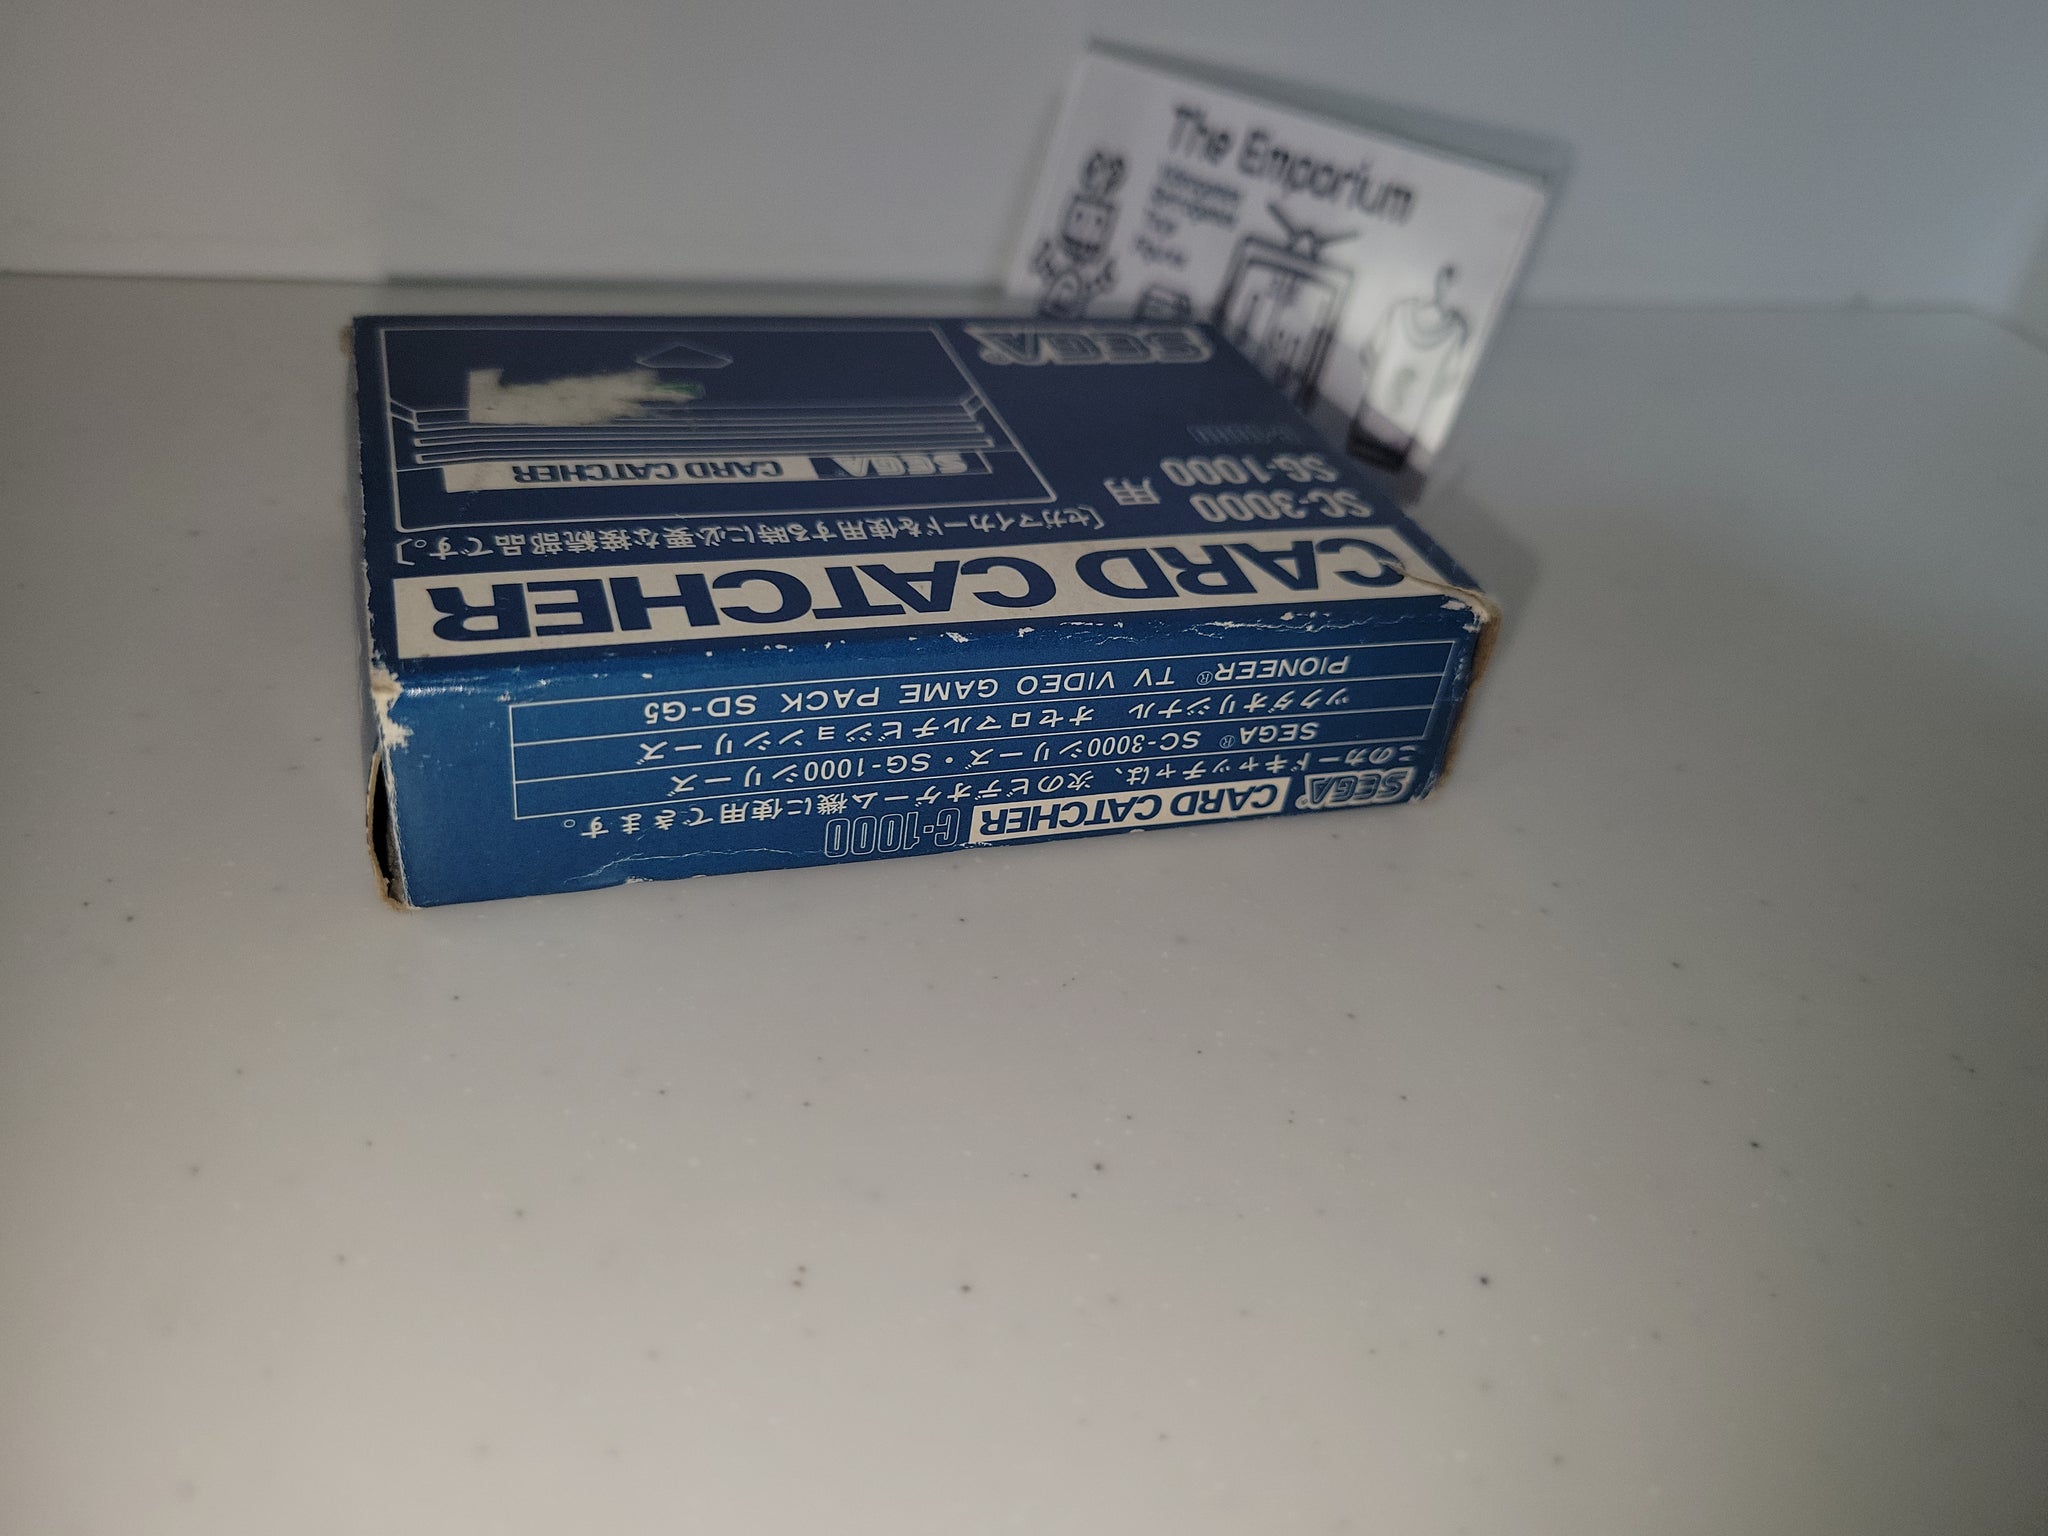 The Emporium
SEGA®
SC-3000
SG-1000
用
CARD CATCHER
〔セガマイカードを使用する時に必要な接続部品です。〕
SEGA® CARD CATCHER
SEGA® CARD CATCHER C-1000
このカードキャッチャは、次のビデオゲーム機に使用できます。
SEGA® SC-3000シリーズ・SG-1000シリーズ
ツクダオリジナル オセロマルチビジョンシリーズ
PIONEER® TV VIDEO GAME PACK SD-G5